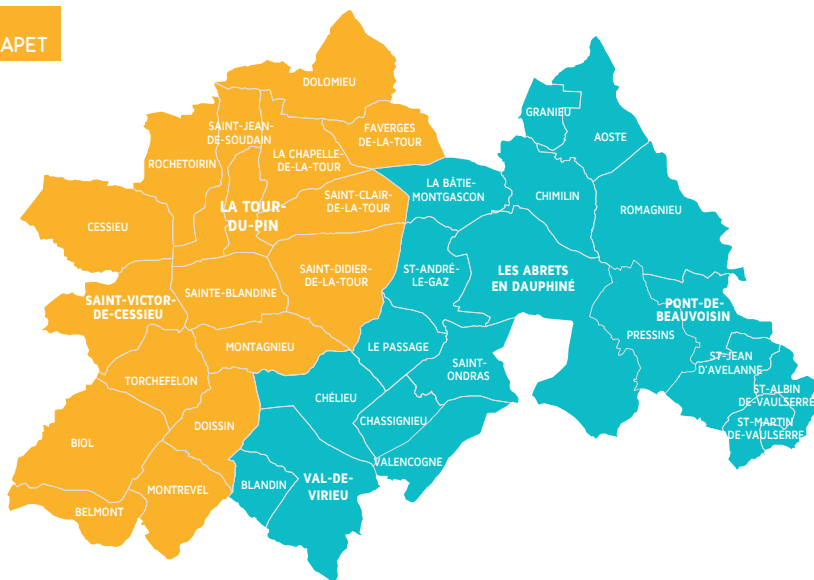 APET
DOLOMIEU
SAINT-JEAN-
DE-SOUDAIN
FAVERGES
DE-LA-TOUR
ROCHETOIRIN
LA CHAPELLE-
DE-LA-TOUR
SAINT-CLAIR-
DE-LA-TOUR
LA TOUR-
DU-PIN
CESSIEU
SAINT-DIDIER-
DE-LA-TOUR
SAINTE-BLANDINE
SAINT-VICTOR-
DE-CESSIEU
MONTAGNIEU
TORCHEFELON
DOISSIN
BIOL
MONTREVEL
BELMONT
GRANIEU
AOSTE
LA BÂTIE-
MONTGASCON
CHIMILIN
ROMAGNIEU
ST-ANDRÉ-
LE-GAZ
LES ABRETS
EN DAUPHINÉ
PONT-DE-
BEAUVOISIN
PRESSINS
LE PASSAGE
SAINT-
ONDRAS
ST-JEAN
D'AVELANNE
ST-ALBIN
DE-VAULSERRE
ST-MARTIN
DE-VAULSERRE
CHÉLIEU
CHASSIGNIEU
VALENCOGNE
BLANDIN
VAL-DE-
VIRIEU